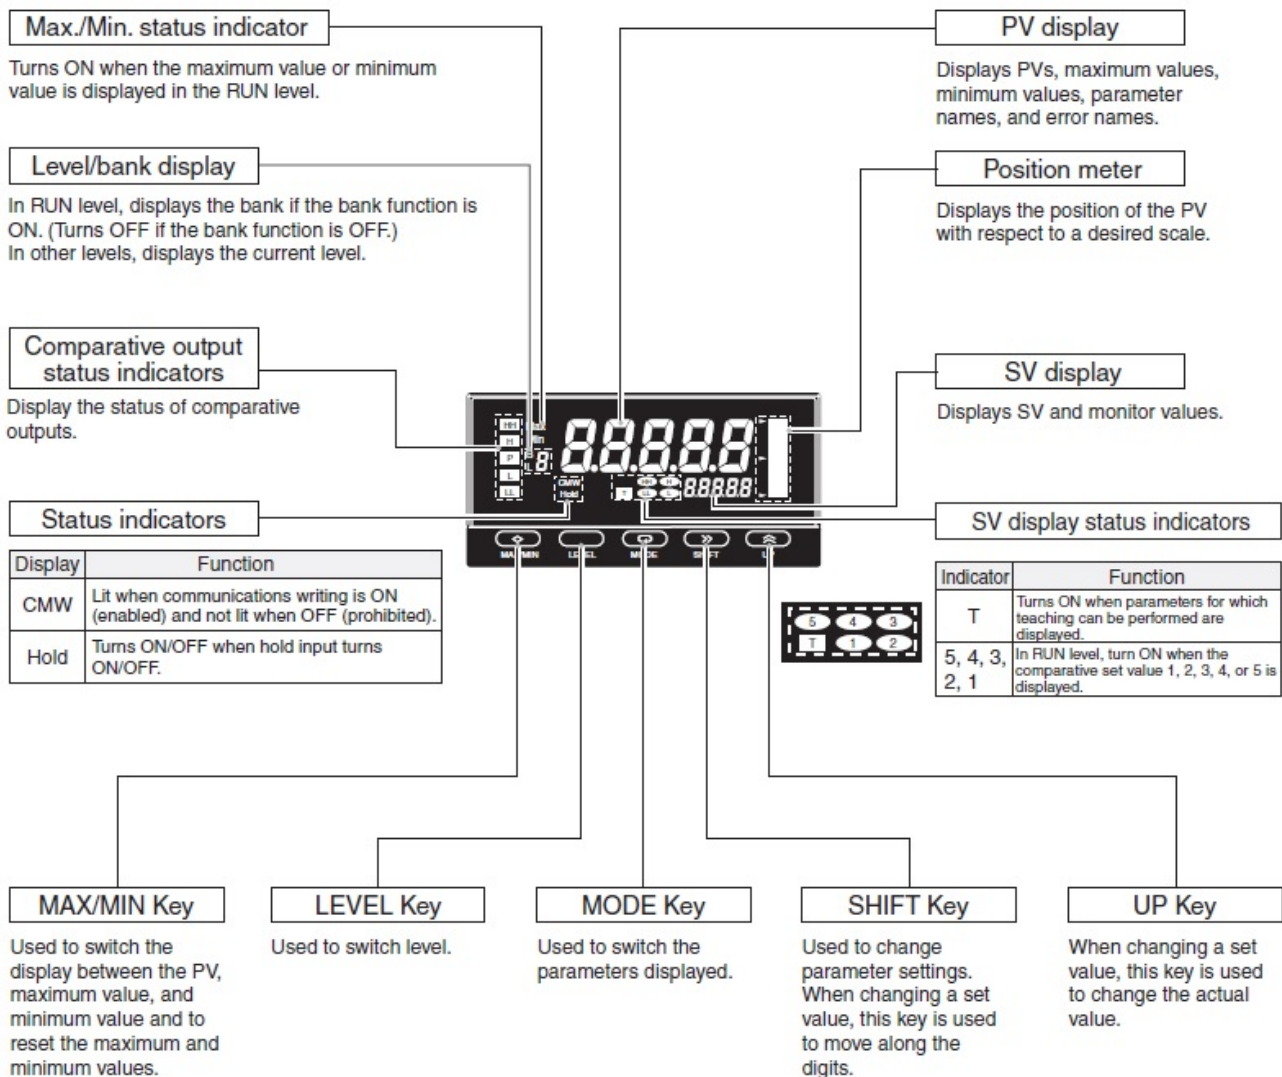 Max./Min. status indicator
Turns ON when the maximum value or minimum
value is displayed in the RUN level.
Level/bank display
In RUN level, displays the bank if the bank function is
ON. (Turns OFF if the bank function is OFF.)
In other levels, displays the current level.
Comparative output
status indicators
Display the status of comparative
outputs.
Status indicators
Display Function
CMW Lit when communications writing is ON
(enabled) and not lit when OFF (prohibited).
Hold Turns ON/OFF when hold input turns
ON/OFF.
PV display
Displays PVs, maximum values,
minimum values, parameter
names, and error names.
Position meter
Displays the position of the PV
with respect to a desired scale.
SV display
Displays SV and monitor values.
SV display status indicators
Indicator Function
T Turns ON when parameters for which
teaching can be performed are
displayed.
5, 4, 3,
2, 1
In RUN level, turn ON when the
comparative set value 1, 2, 3, 4, or 5 is
displayed.
HH
H
P
L
LL
8
88888
CMW
Hold
T HH H
LL L
88888
MAX/MIN LEVEL MODE SHIFT UP
5 4 3
T 1 2
MAX/MIN Key
Used to switch the
display between the PV,
maximum value, and
minimum value and to
reset the maximum and
minimum values.
LEVEL Key
Used to switch level.
MODE Key
Used to switch the
parameters displayed.
SHIFT Key
Used to change
parameter settings.
When changing a set
value, this key is used
to move along the
digits.
UP Key
When changing a set
value, this key is used
to change the actual
value.